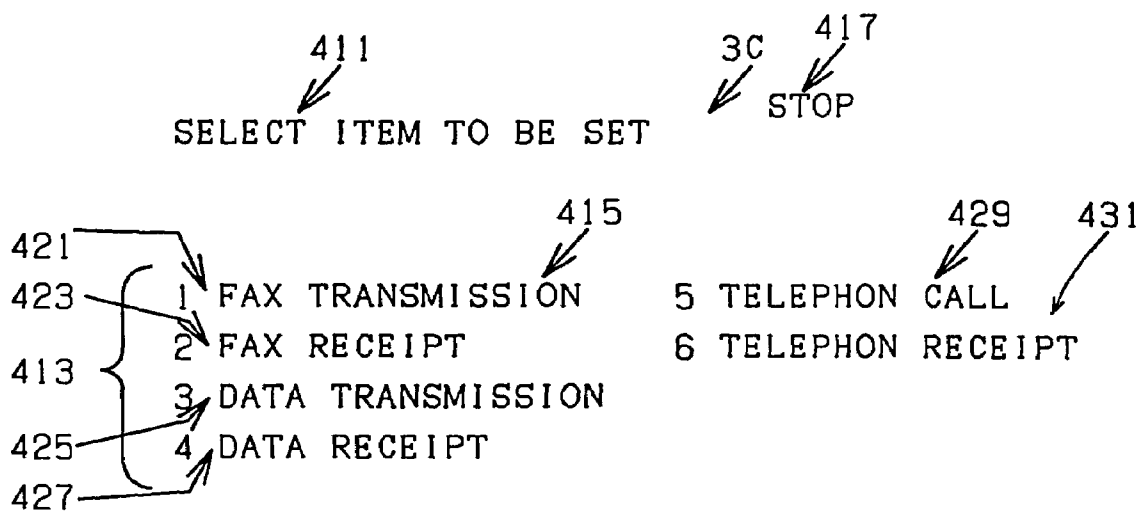 411 3C 417
SELECT ITEM TO BE SET STOP
415 429 431
421
423 1 FAX TRANSMISSION 5 TELEPHON CALL
2 FAX RECEIPT 6 TELEPHON RECEIPT
413
3 DATA TRANSMISSION
425 4 DATA RECEIPT
427